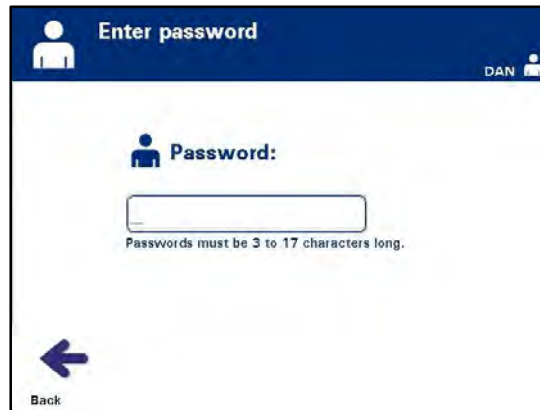 Enter password
DAN
Password:
Passwords must be 3 to 17 characters long.
Back